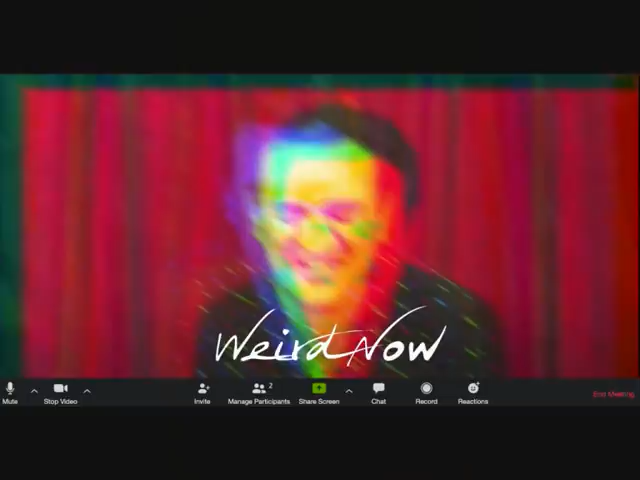 Weird Now
2
Mute Stop Video Invite Manage Participants Share Screen Chat Record Reactions End Meeting